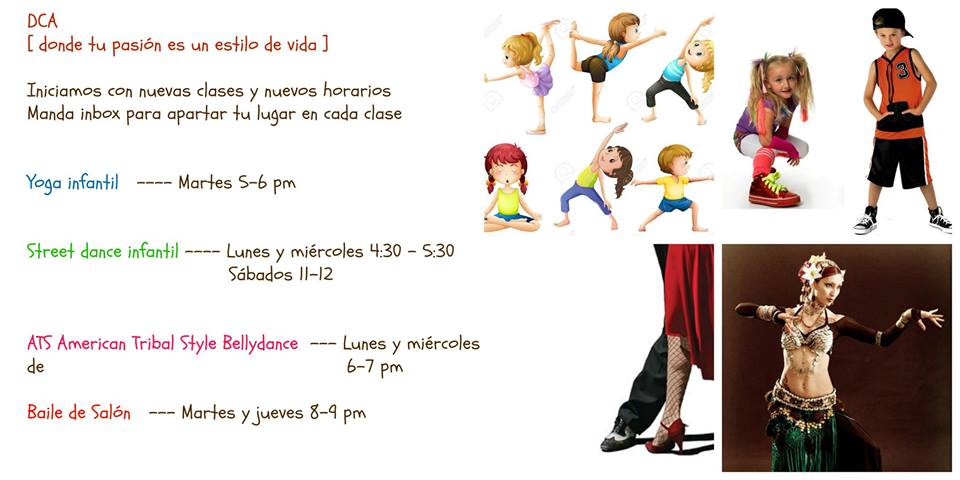 DCA
[ donde tu pasión es un estilo de vida ]
Iniciamos con nuevas clases y nuevos horarios
Manda inbox para apartar tu lugar en cada clase
Yoga infantil ---- Martes 5-6 pm
Street dance infantil ---- Lunes y miércoles 4:30 - 5:30
Sábados 11-12
ATS American Tribal Style Bellydance --- Lunes y miércoles
de 6-7 pm
Baile de Salón --- Martes y jueves 8-9 pm
3